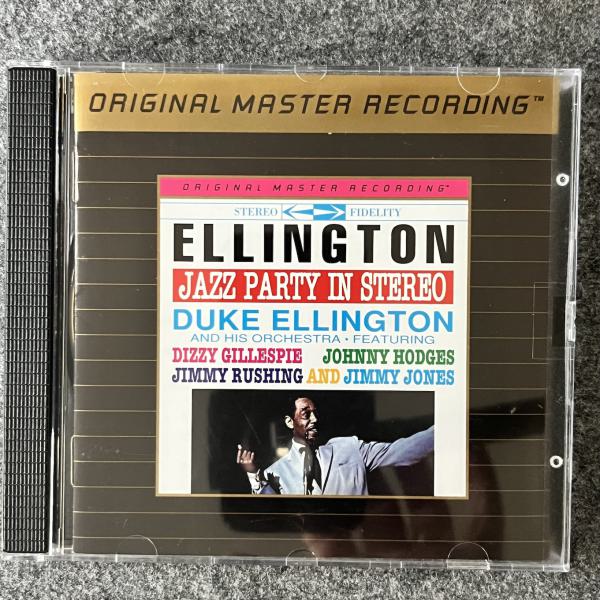 ORIGINAL MASTER RECORDING™
ORIGINAL MASTER RECORDING™
STEREO FIDELITY
ELLINGTON
JAZZ PARTY IN STEREO
DUKE ELLINGTON
AND HIS ORCHESTRA • FEATURING
DIZZY GILLESPIE JOHNNY HODGES
JIMMY RUSHING AND JIMMY JONES